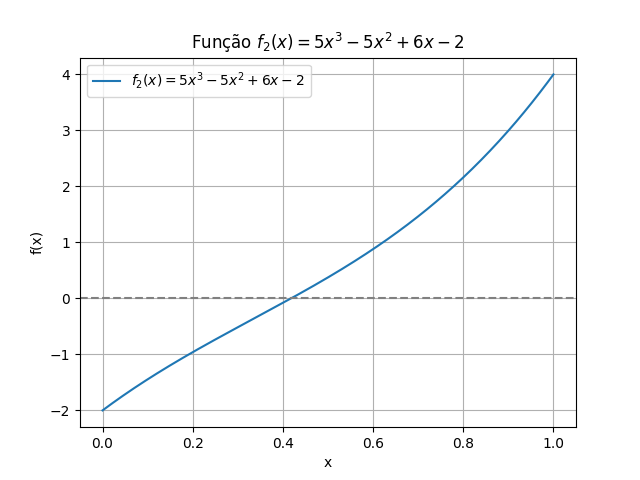 Função f₂(x) = 5x³ − 5x² + 6x − 2
f₂(x) = 5x³ − 5x² + 6x − 2
4
3
2
1
0
−1
−2
f(x)
0.0 0.2 0.4 0.6 0.8 1.0
x